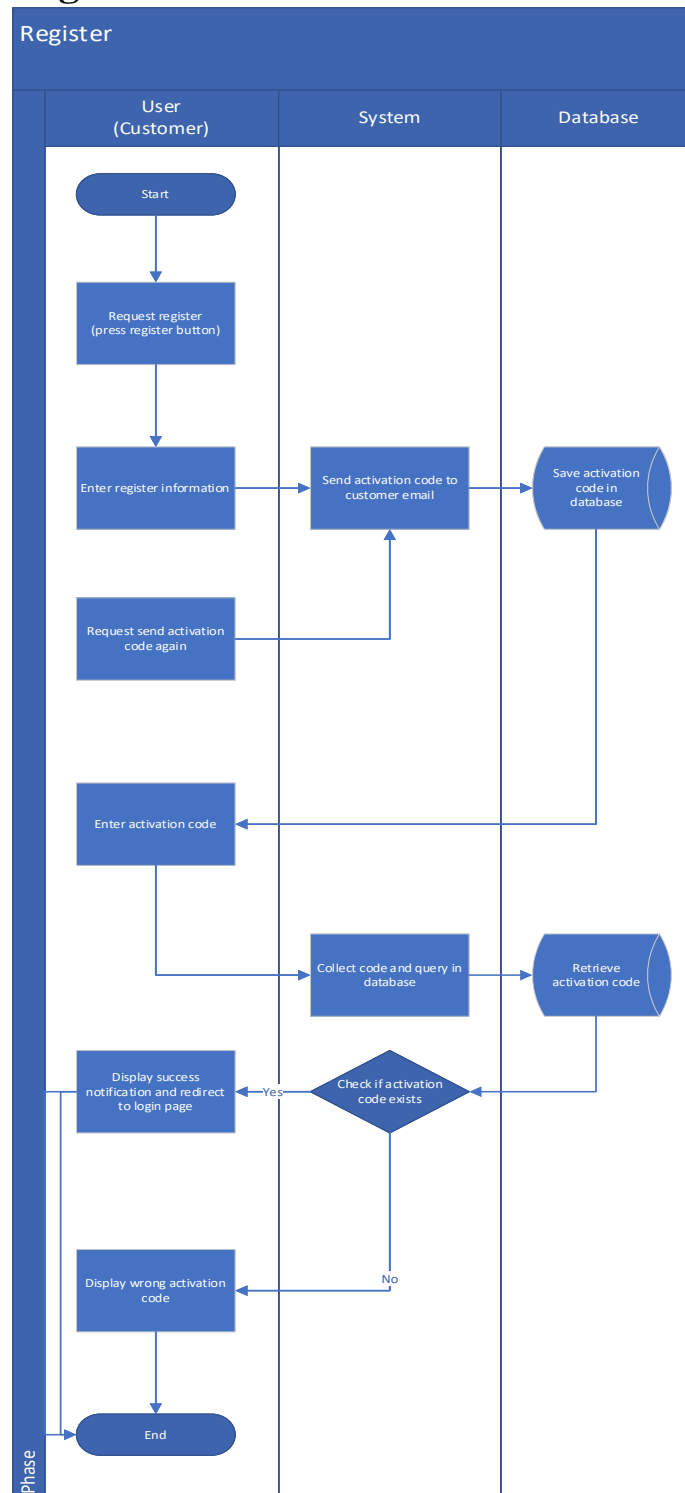 Register
User
(Customer)
System
Database
Start
Request register
(press register button)
Enter register information
Send activation code to
customer email
Save activation
code in
database
Request send activation
code again
Enter activation code
Collect code and query in
database
Retrieve
activation code
Display success
notification and redirect
to login page
Yes
Check if activation
code exists
No
Display wrong activation
code
End
Phase